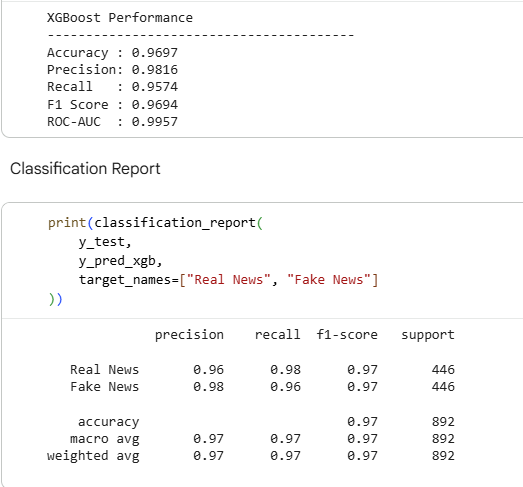 XGBoost Performance
---------------------------------------
Accuracy : 0.9697
Precision: 0.9816
Recall   : 0.9574
F1 Score : 0.9694
ROC-AUC  : 0.9957
Classification Report
print(classification_report(
    y_test,
    y_pred_xgb,
    target_names=["Real News", "Fake News"]
))
              precision    recall  f1-score   support
   Real News       0.96      0.98      0.97       446
   Fake News       0.98      0.96      0.97       446
    accuracy                           0.97       892
   macro avg       0.97      0.97      0.97       892
weighted avg       0.97      0.97      0.97       892